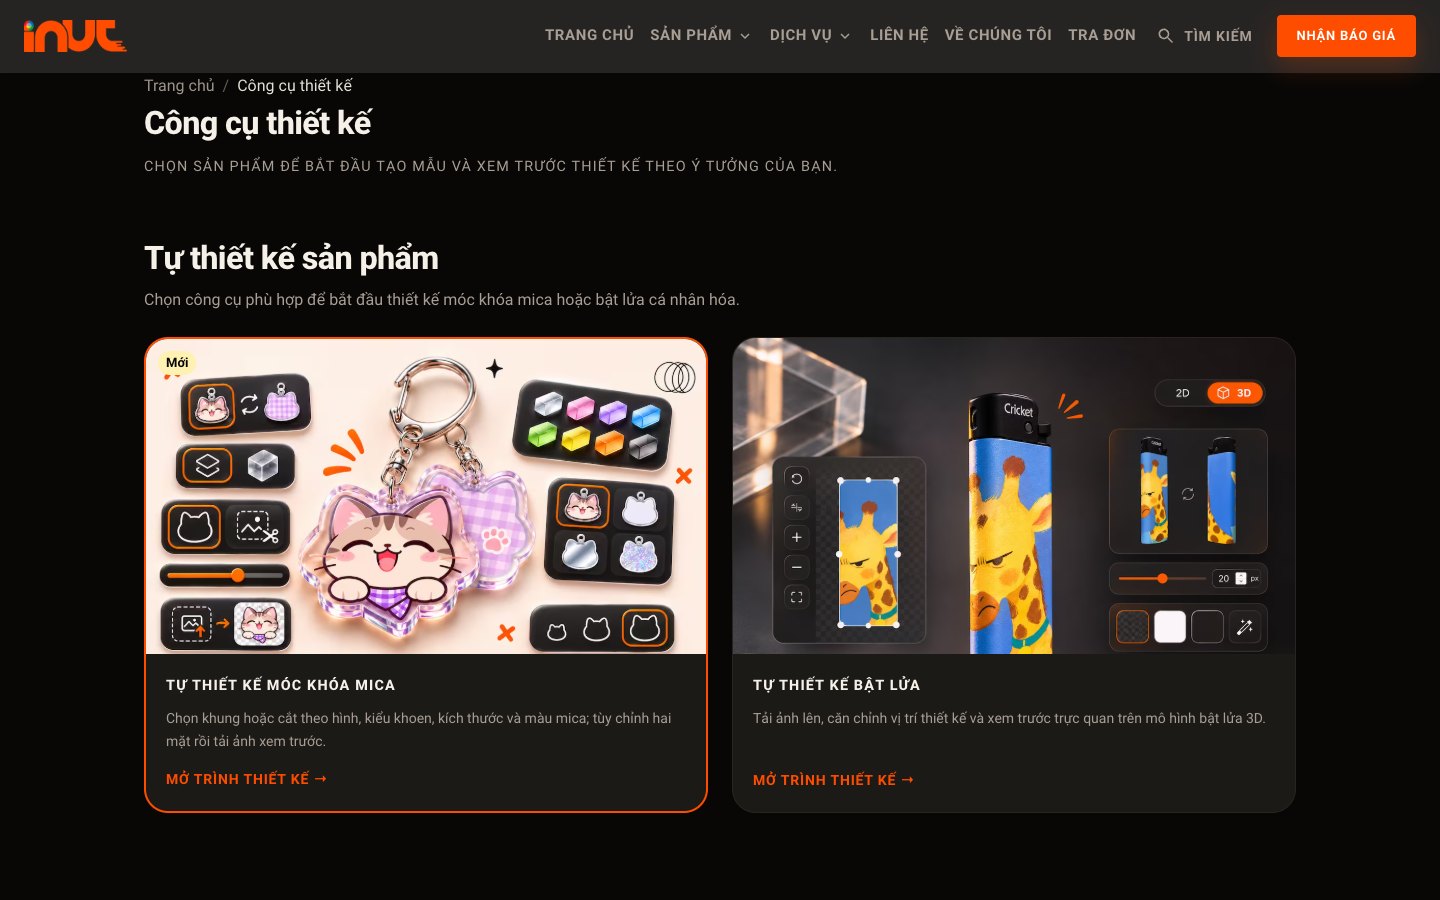 inut
TRANG CHỦ SẢN PHẨM DỊCH VỤ LIÊN HỆ VỀ CHÚNG TÔI TRA ĐƠN TÌM KIẾM NHẬN BÁO GIÁ
Trang chủ / Công cụ thiết kế
Công cụ thiết kế
CHỌN SẢN PHẨM ĐỂ BẮT ĐẦU TẠO MẪU VÀ XEM TRƯỚC THIẾT KẾ THEO Ý TƯỞNG CỦA BẠN.
Tự thiết kế sản phẩm
Chọn công cụ phù hợp để bắt đầu thiết kế móc khóa mica hoặc bật lửa cá nhân hóa.
Mới
Cricket
2D 3D
20 px
TỰ THIẾT KẾ MÓC KHÓA MICA
Chọn khung hoặc cắt theo hình, kiểu khoen, kích thước và màu mica; tùy chỉnh hai
mặt rồi tải ảnh xem trước.
MỞ TRÌNH THIẾT KẾ →
TỰ THIẾT KẾ BẬT LỬA
Tải ảnh lên, căn chỉnh vị trí thiết kế và xem trước trực quan trên mô hình bật lửa 3D.
MỞ TRÌNH THIẾT KẾ →